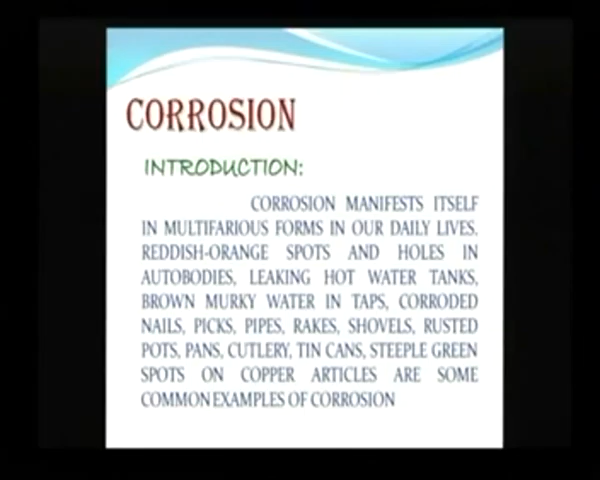 CORROSION
INTRODUCTION:
CORROSION MANIFESTS ITSELF
IN MULTIFARIOUS FORMS IN OUR DAILY LIVES.
REDDISH-ORANGE SPOTS AND HOLES IN
AUTOBODIES, LEAKING HOT WATER TANKS,
BROWN MURKY WATER IN TAPS, CORRODED
NAILS, PICKS, PIPES, RAKES, SHOVELS, RUSTED
POTS, PANS, CUTLERY, TIN CANS, STEEPLE GREEN
SPOTS ON COPPER ARTICLES ARE SOME
COMMON EXAMPLES OF CORROSION